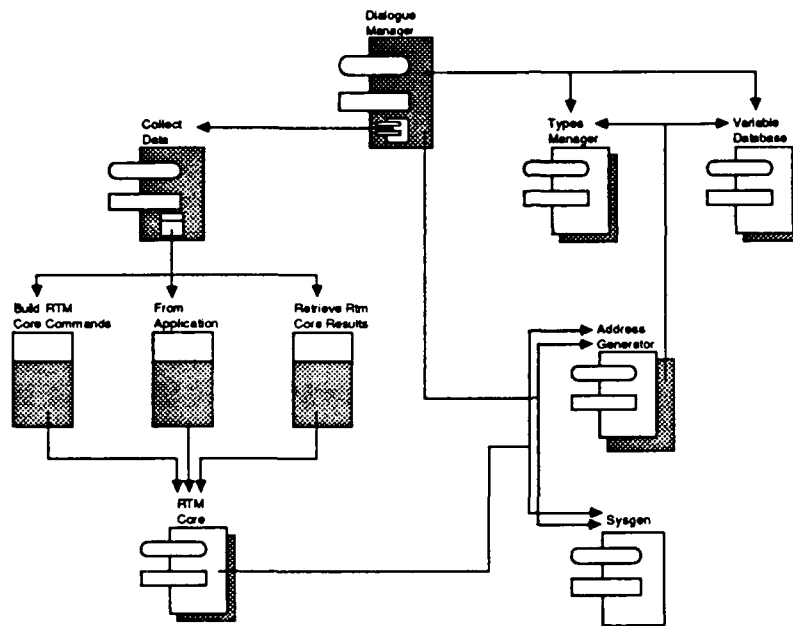 Dialogue
Manager
Collect
Data
Types
Manager
Variable
Database
Build RTM
Core Commands
From
Application
Retrieve Rtm
Core Results
Address
Generator
RTM
Core
Sysgen